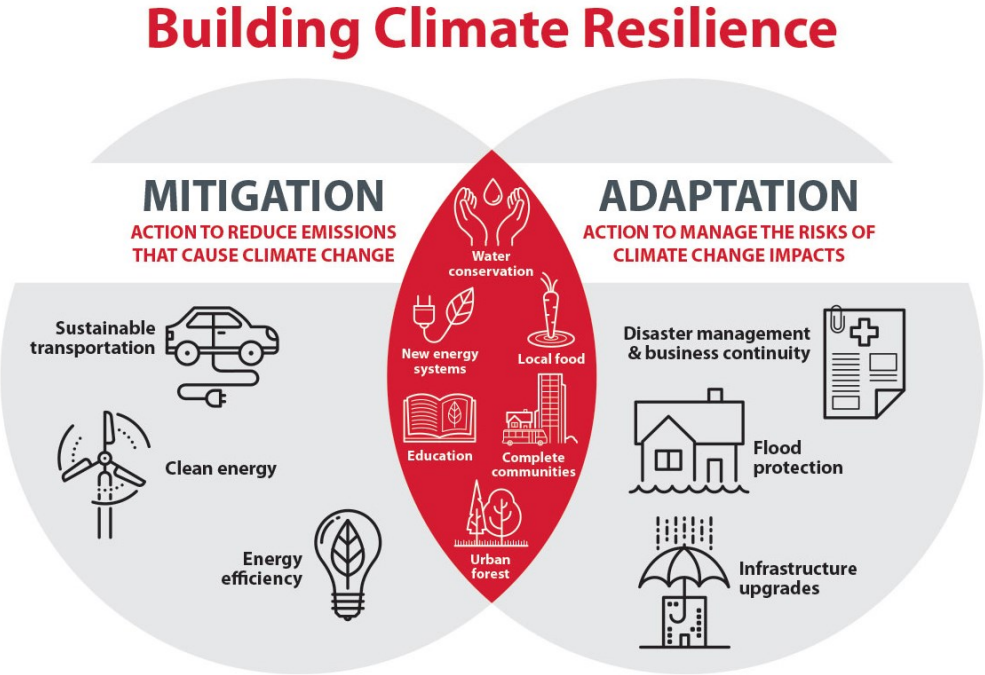 Building Climate Resilience
MITIGATION
ACTION TO REDUCE EMISSIONS
THAT CAUSE CLIMATE CHANGE
Sustainable
transportation
Clean energy
Energy
efficiency
Water
conservation
New energy
systems
Local food
Education
Complete
communities
Urban
forest
ADAPTATION
ACTION TO MANAGE THE RISKS OF
CLIMATE CHANGE IMPACTS
Disaster management
& business continuity
Flood
protection
Infrastructure
upgrades